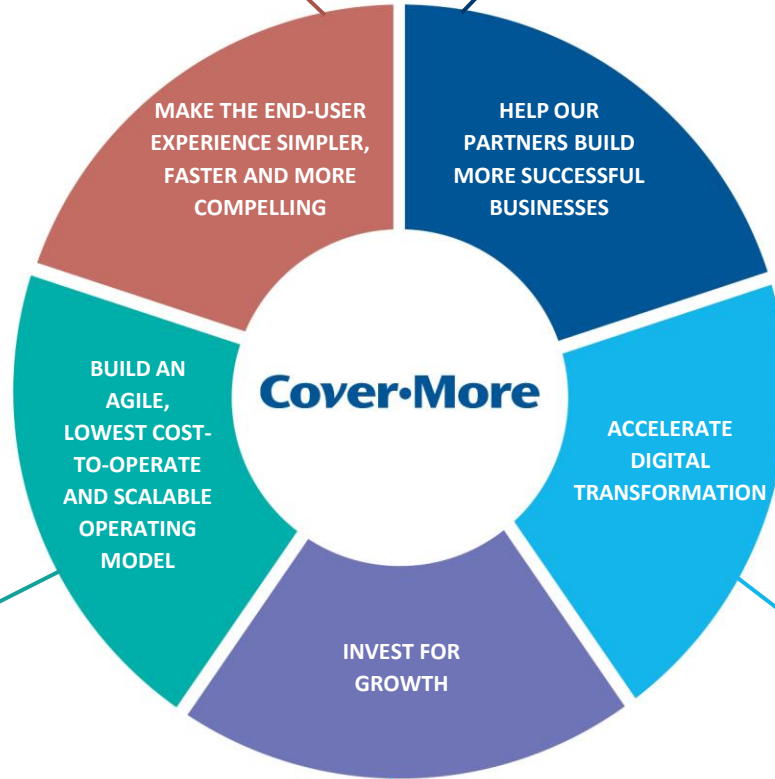 MAKE THE END-USER
EXPERIENCE SIMPLER,
FASTER AND MORE
COMPELLING
HELP OUR
PARTNERS BUILD
MORE SUCCESSFUL
BUSINESSES
BUILD AN
AGILE,
LOWEST COST-
TO-OPERATE
AND SCALABLE
OPERATING
MODEL
Cover•More
ACCELERATE
DIGITAL
TRANSFORMATION
INVEST FOR
GROWTH